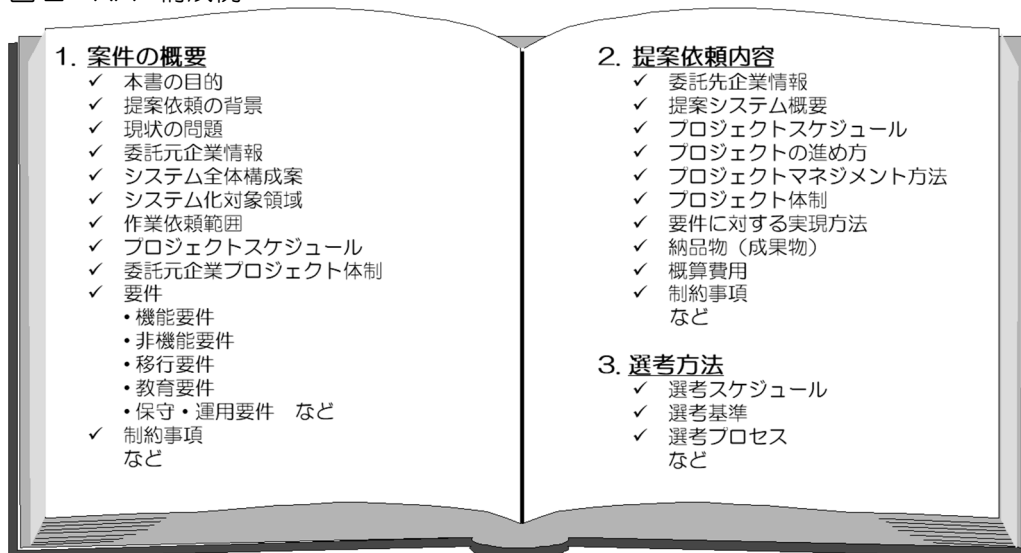 1. 案件の概要
✓ 本書の目的
✓ 提案依頼の背景
✓ 現状の問題
✓ 委託元企業情報
✓ システム全体構成案
✓ システム化対象領域
✓ 作業依頼範囲
✓ プロジェクトスケジュール
✓ 委託元企業プロジェクト体制
✓ 要件
・機能要件
・非機能要件
・移行要件
・教育要件
・保守・運用要件 など
✓ 制約事項
など
2. 提案依頼内容
✓ 委託先企業情報
✓ 提案システム概要
✓ プロジェクトスケジュール
✓ プロジェクトの進め方
✓ プロジェクトマネジメント方法
✓ プロジェクト体制
✓ 要件に対する実現方法
✓ 納品物（成果物）
✓ 概算費用
✓ 制約事項
など
3. 選考方法
✓ 選考スケジュール
✓ 選考基準
✓ 選考プロセス
など